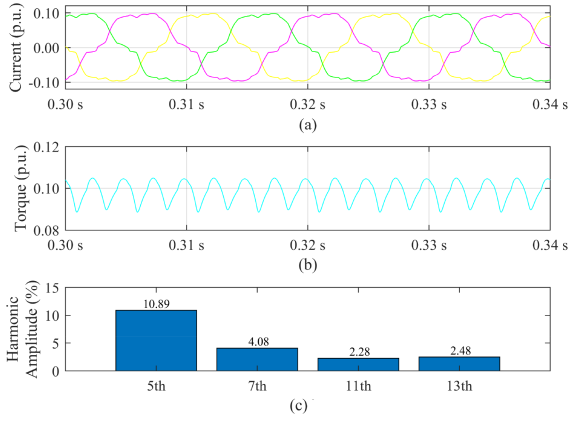 Current (p.u.)
0.10
0.00
-0.10
0.30 s 0.31 s 0.32 s 0.33 s 0.34 s
(a)
Torque (p.u.)
0.12
0.10
0.08
0.30 s 0.31 s 0.32 s 0.33 s 0.34 s
(b)
Harmonic
Amplitude (%)
15
10
5
0
10.89
4.08
2.28
2.48
5th 7th 11th 13th
(c)